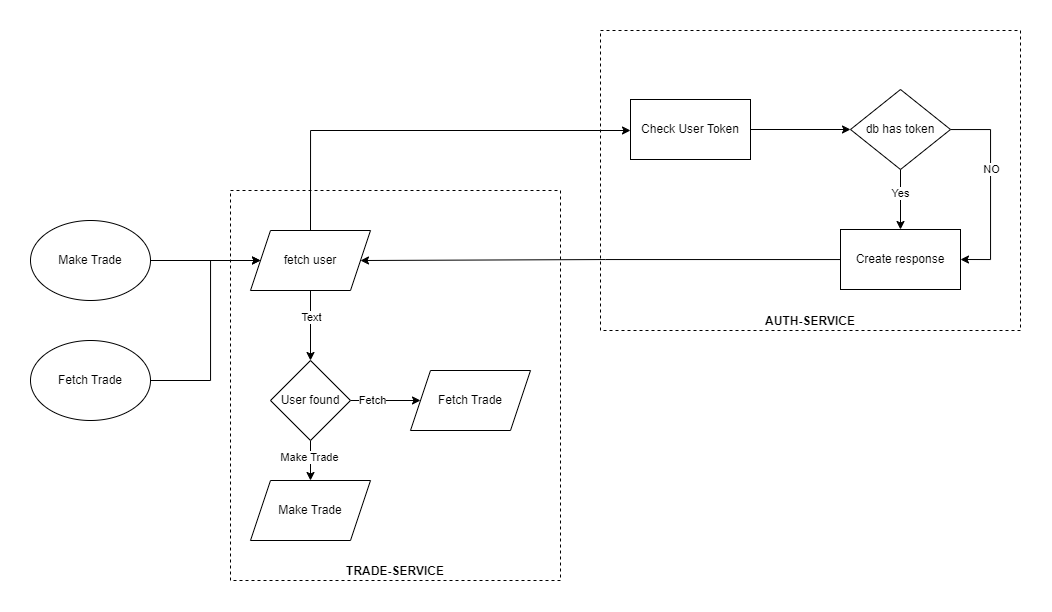 Check User Token
db has token
NO
Yes
Make Trade
fetch user
Create response
Text
AUTH-SERVICE
Fetch Trade
User found
Fetch
Fetch Trade
Make Trade
Make Trade
TRADE-SERVICE